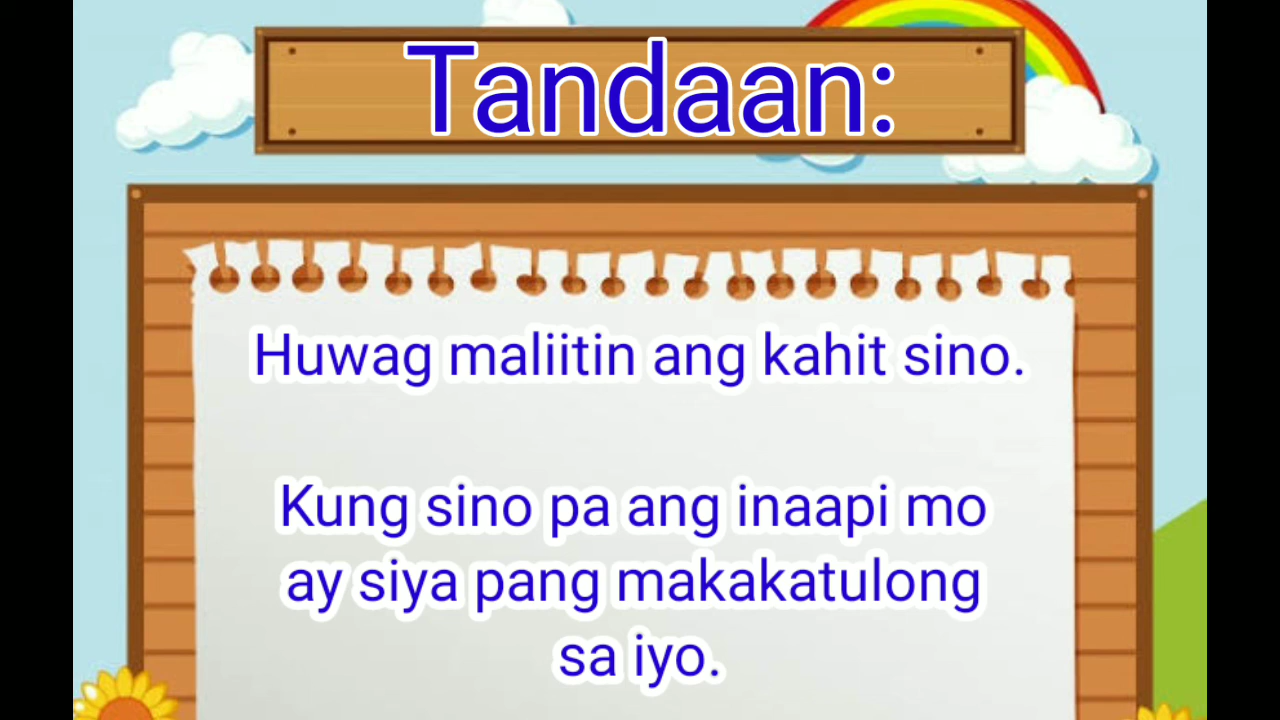 Tandaan:
Huwag maliitin ang kahit sino.
Kung sino pa ang inaapi mo
ay siya pang makakatulong
sa iyo.